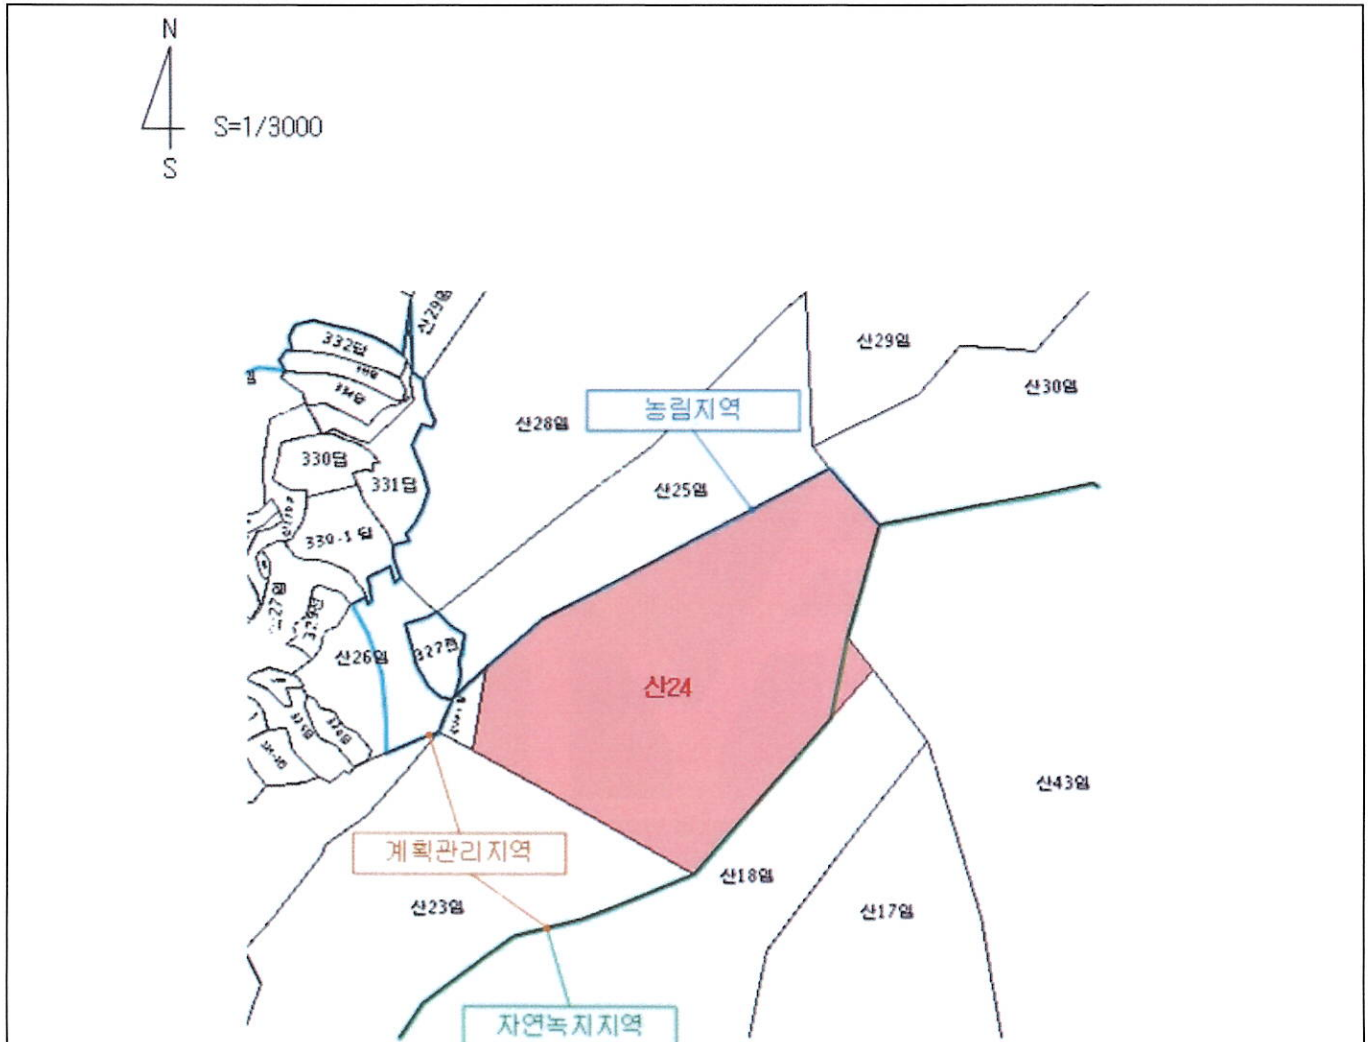 N
S=1/3000
S
산29임
332답
산29임
산30임
농림지역
산28임
330답
331답
산25임
330-1 답
327전
산26임
산24
산43임
계획관리지역
산18임
산23임
산17임
자연녹지지역